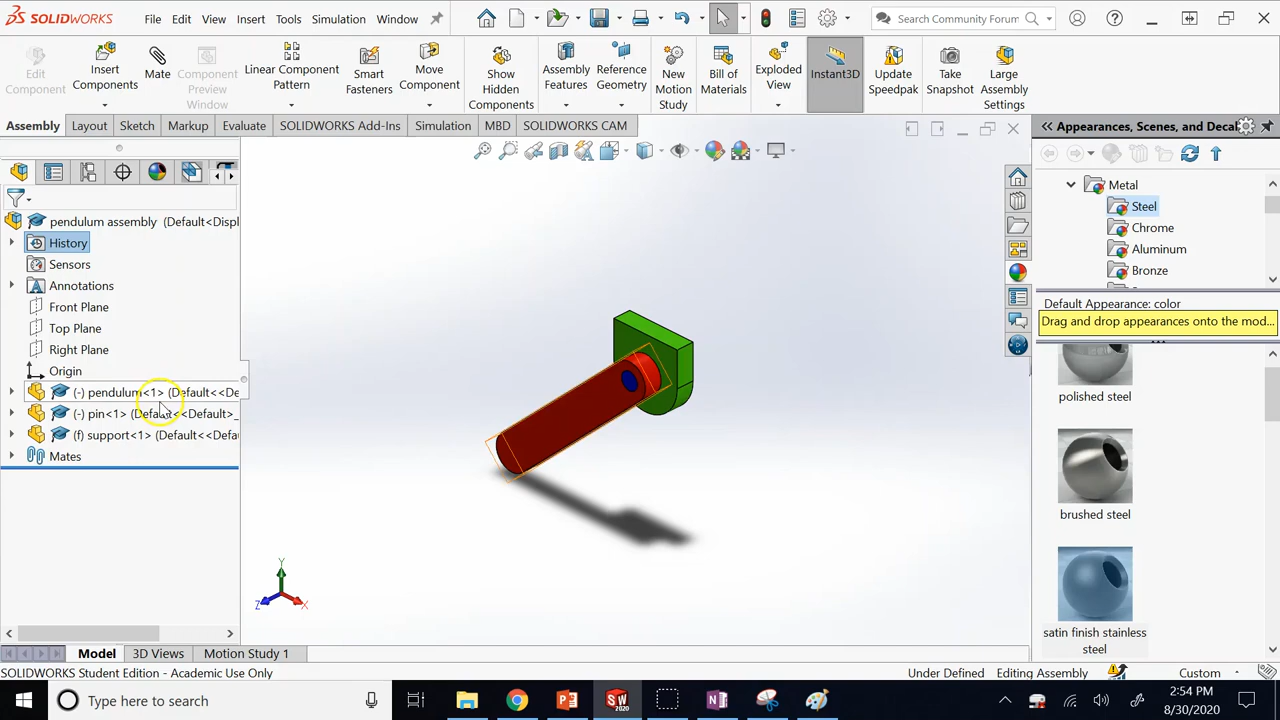 SOLIDWORKS File Edit View Insert Tools Simulation Window Search Community Forum
Edit Component
Insert Components
Mate
Component Preview Window
Linear Component Pattern
Smart Fasteners
Move Component
Show Hidden Components
Assembly Features
Reference Geometry
New Motion Study
Bill of Materials
Exploded View
Instant3D
Update Speedpak
Take Snapshot
Large Assembly Settings
Assembly Layout Sketch Markup Evaluate SOLIDWORKS Add-Ins Simulation MBD SOLIDWORKS CAM
Appearances, Scenes, and Decal
pendulum assembly (Default<Displ
History
Sensors
Annotations
Front Plane
Top Plane
Right Plane
Origin
(-) pendulum<1> (Default<<De
(-) pin<1> (Default<<Default>_
(f) support<1> (Default<<Defau
Mates
Metal
Steel
Chrome
Aluminum
Bronze
Default Appearance: color
Drag and drop appearances onto the mod...
polished steel
brushed steel
satin finish stainless
steel
Y
Z
X
Model 3D Views Motion Study 1
SOLIDWORKS Student Edition - Academic Use Only Under Defined Editing Assembly Custom
Type here to search
2:54 PM
8/30/2020